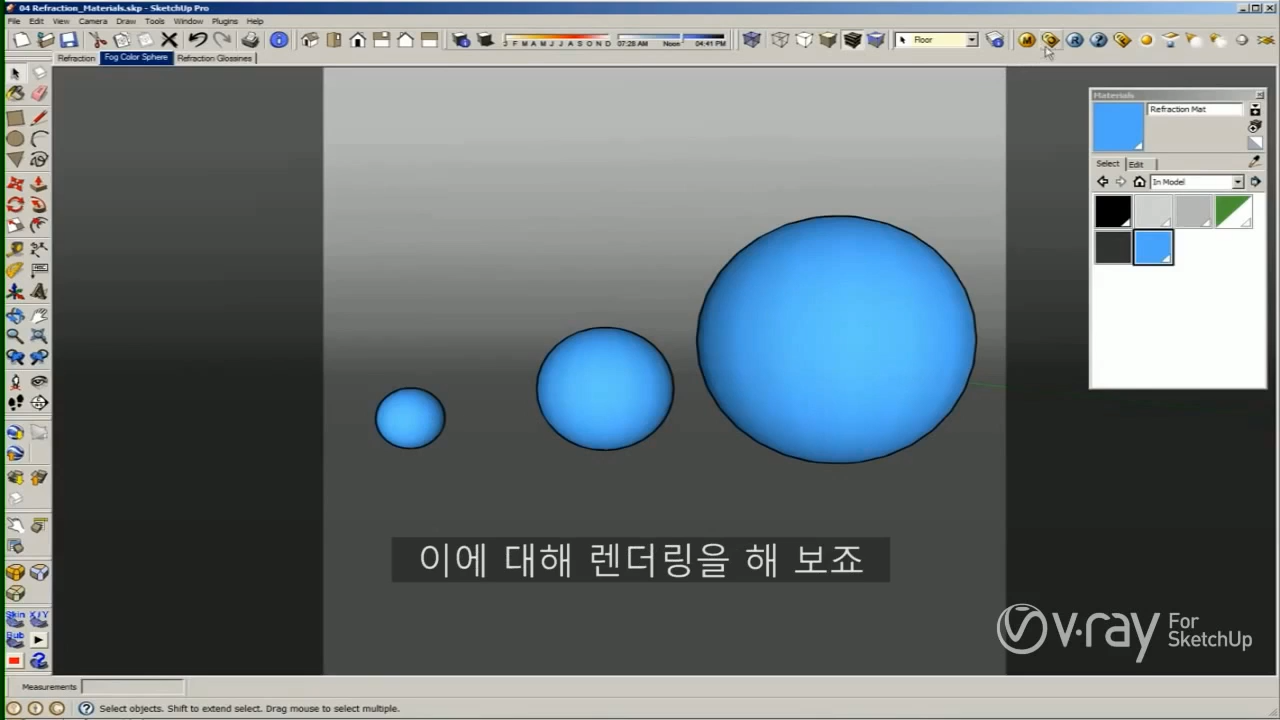 04 Refraction_Materials.skp - SketchUp Pro
File Edit View Camera Draw Tools Window Plugins Help
J F M A M J J A S O N D 07:28 AM Noon 04:41 PM
Floor
Refraction Fog Color Sphere Refraction Glossines
Materials
Refraction Mat
Select Edit
In Model
이에 대해 렌더링을 해 보죠
v·ray For SketchUp
Skin X/Y
Bub
Measurements
Select objects. Shift to extend select. Drag mouse to select multiple.